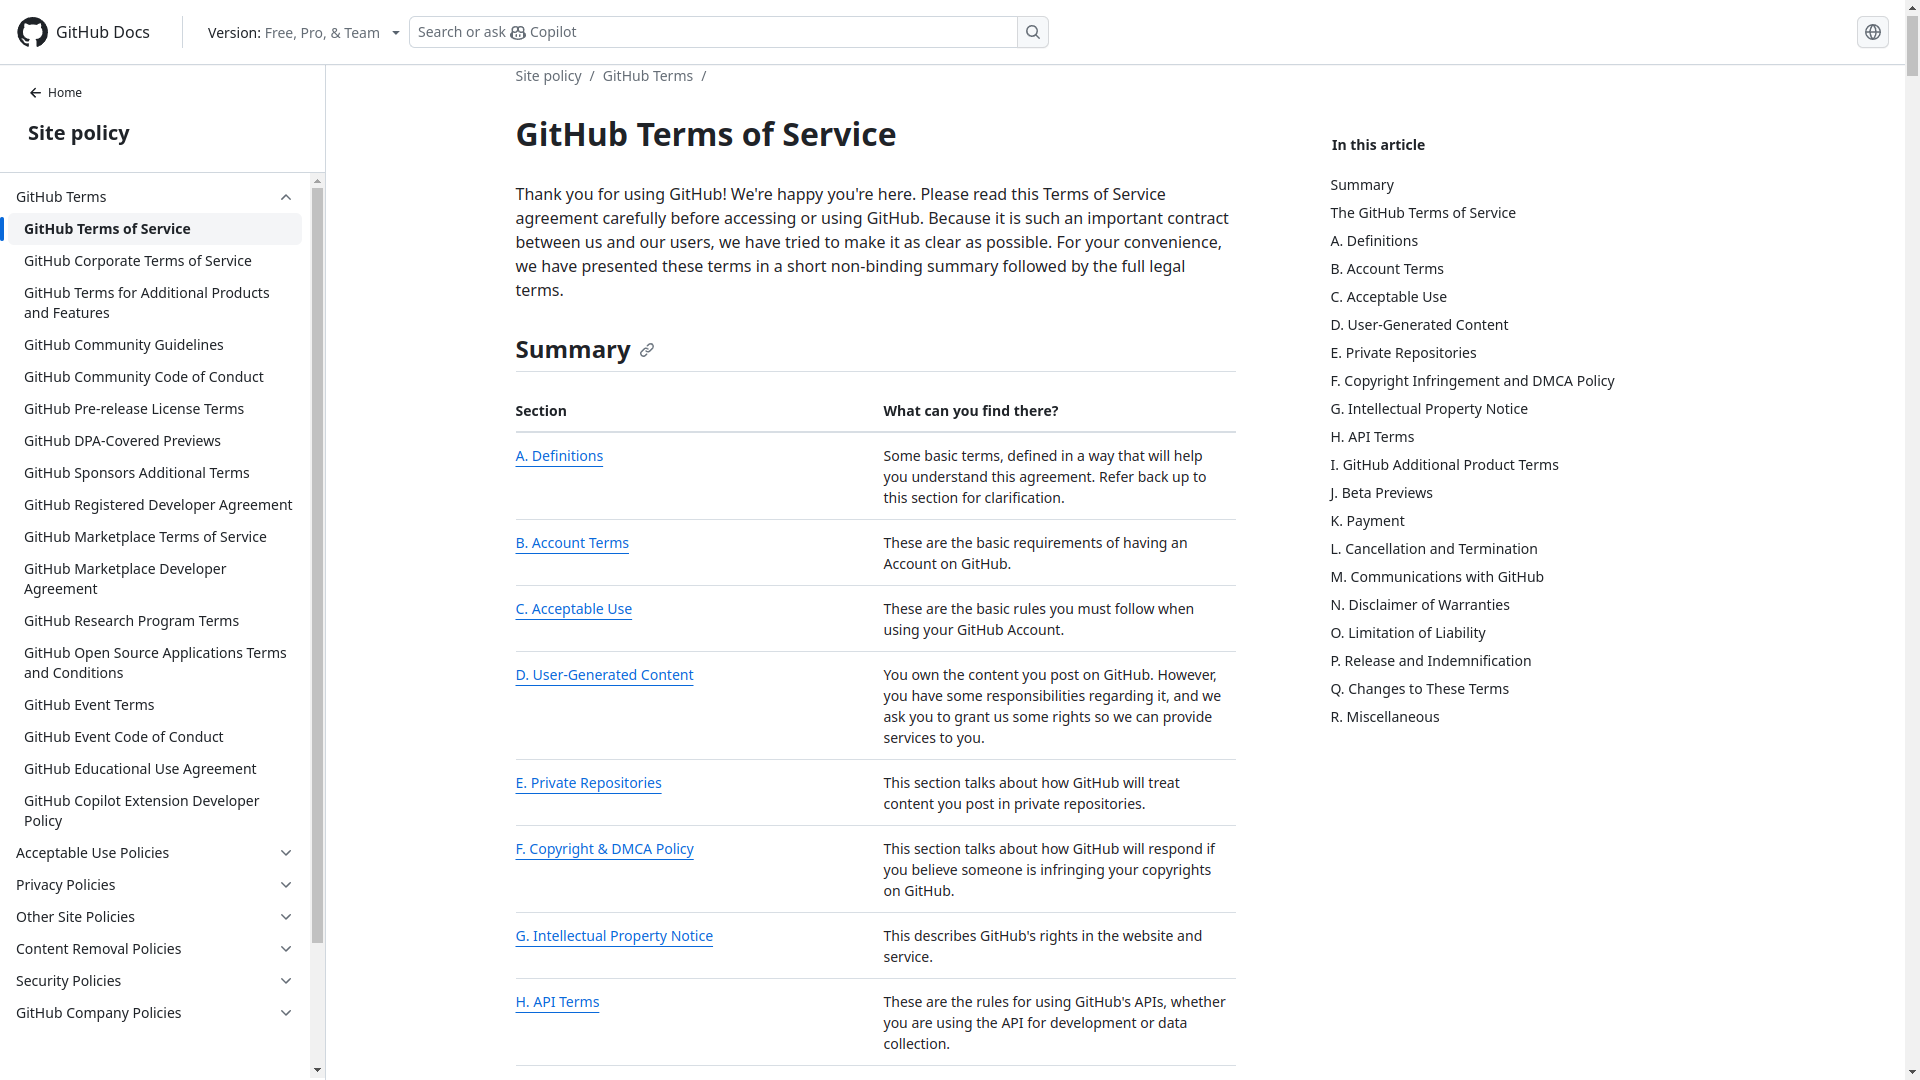 GitHub Docs
Version: Free, Pro, & Team
Search or ask Copilot
Home
Site policy
GitHub Terms
GitHub Terms of Service
GitHub Corporate Terms of Service
GitHub Terms for Additional Products
and Features
GitHub Community Guidelines
GitHub Community Code of Conduct
GitHub Pre-release License Terms
GitHub DPA-Covered Previews
GitHub Sponsors Additional Terms
GitHub Registered Developer Agreement
GitHub Marketplace Terms of Service
GitHub Marketplace Developer
Agreement
GitHub Research Program Terms
GitHub Open Source Applications Terms
and Conditions
GitHub Event Terms
GitHub Event Code of Conduct
GitHub Educational Use Agreement
GitHub Copilot Extension Developer
Policy
Acceptable Use Policies
Privacy Policies
Other Site Policies
Content Removal Policies
Security Policies
GitHub Company Policies
Site policy / GitHub Terms /
GitHub Terms of Service
Thank you for using GitHub! We're happy you're here. Please read this Terms of Service
agreement carefully before accessing or using GitHub. Because it is such an important contract
between us and our users, we have tried to make it as clear as possible. For your convenience,
we have presented these terms in a short non-binding summary followed by the full legal
terms.
Summary
Section What can you find there?
A. Definitions
Some basic terms, defined in a way that will help
you understand this agreement. Refer back up to
this section for clarification.
B. Account Terms
These are the basic requirements of having an
Account on GitHub.
C. Acceptable Use
These are the basic rules you must follow when
using your GitHub Account.
D. User-Generated Content
You own the content you post on GitHub. However,
you have some responsibilities regarding it, and we
ask you to grant us some rights so we can provide
services to you.
E. Private Repositories
This section talks about how GitHub will treat
content you post in private repositories.
F. Copyright & DMCA Policy
This section talks about how GitHub will respond if
you believe someone is infringing your copyrights
on GitHub.
G. Intellectual Property Notice
This describes GitHub's rights in the website and
service.
H. API Terms
These are the rules for using GitHub's APIs, whether
you are using the API for development or data
collection.
In this article
Summary
The GitHub Terms of Service
A. Definitions
B. Account Terms
C. Acceptable Use
D. User-Generated Content
E. Private Repositories
F. Copyright Infringement and DMCA Policy
G. Intellectual Property Notice
H. API Terms
I. GitHub Additional Product Terms
J. Beta Previews
K. Payment
L. Cancellation and Termination
M. Communications with GitHub
N. Disclaimer of Warranties
O. Limitation of Liability
P. Release and Indemnification
Q. Changes to These Terms
R. Miscellaneous